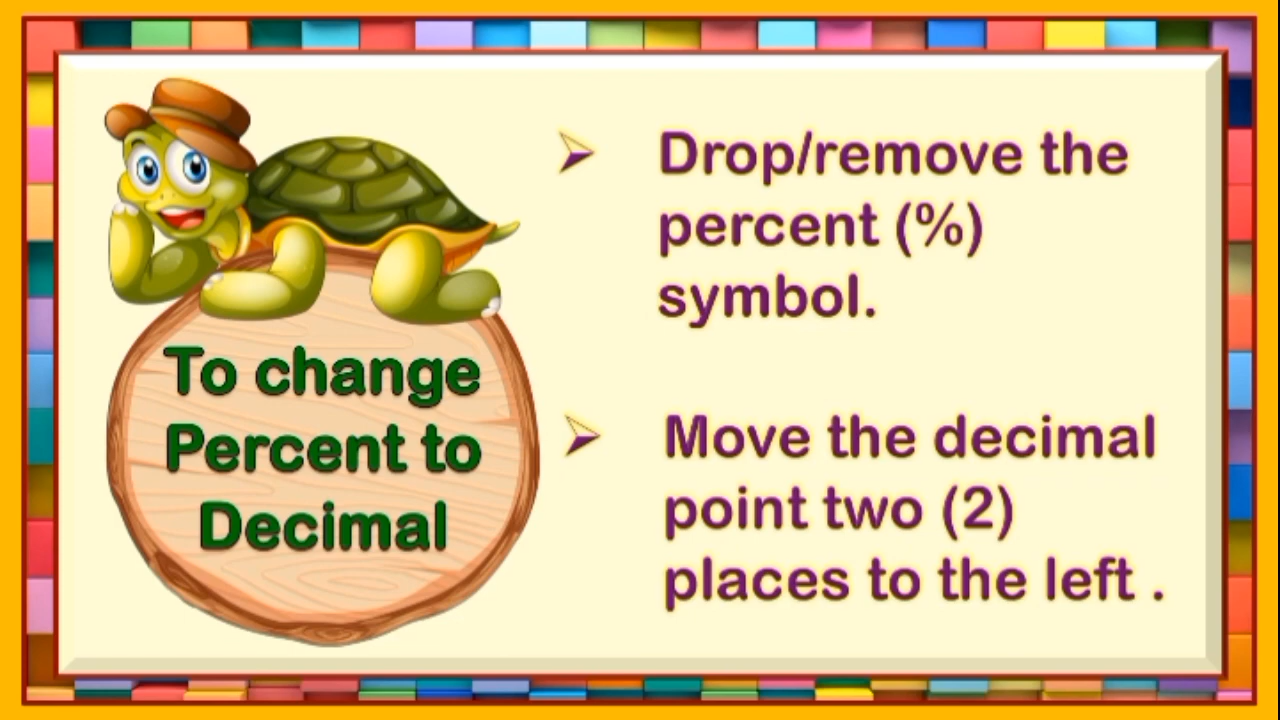 To change
Percent to
Decimal
Drop/remove the
percent (%)
symbol.
Move the decimal
point two (2)
places to the left .